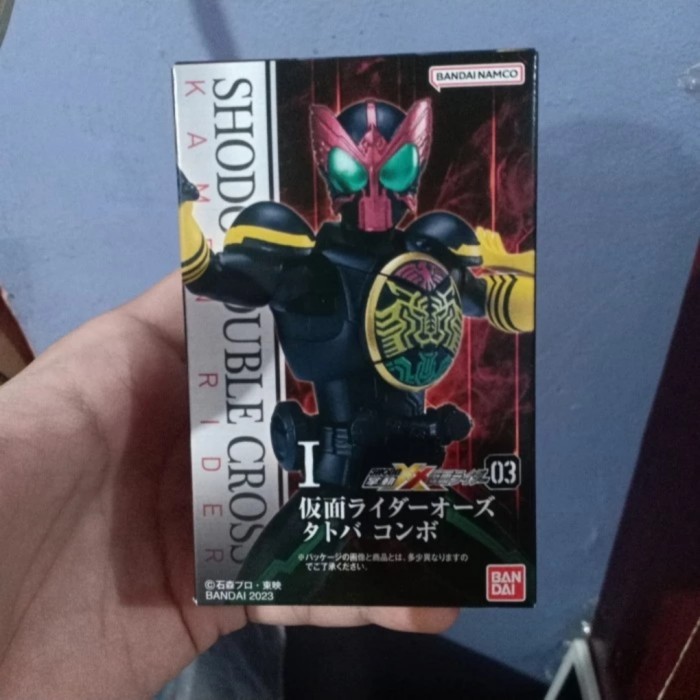 BANDAI NAMCO
SHODO DOUBLE CROSS
KAMEN RIDER
I
03
仮面ライダーオーズ
タトバ コンボ
※パッケージの画像と商品とは、多少異なりますの
でご了承ください。
©石森プロ・東映
BANDAI 2023
BAN
DAI